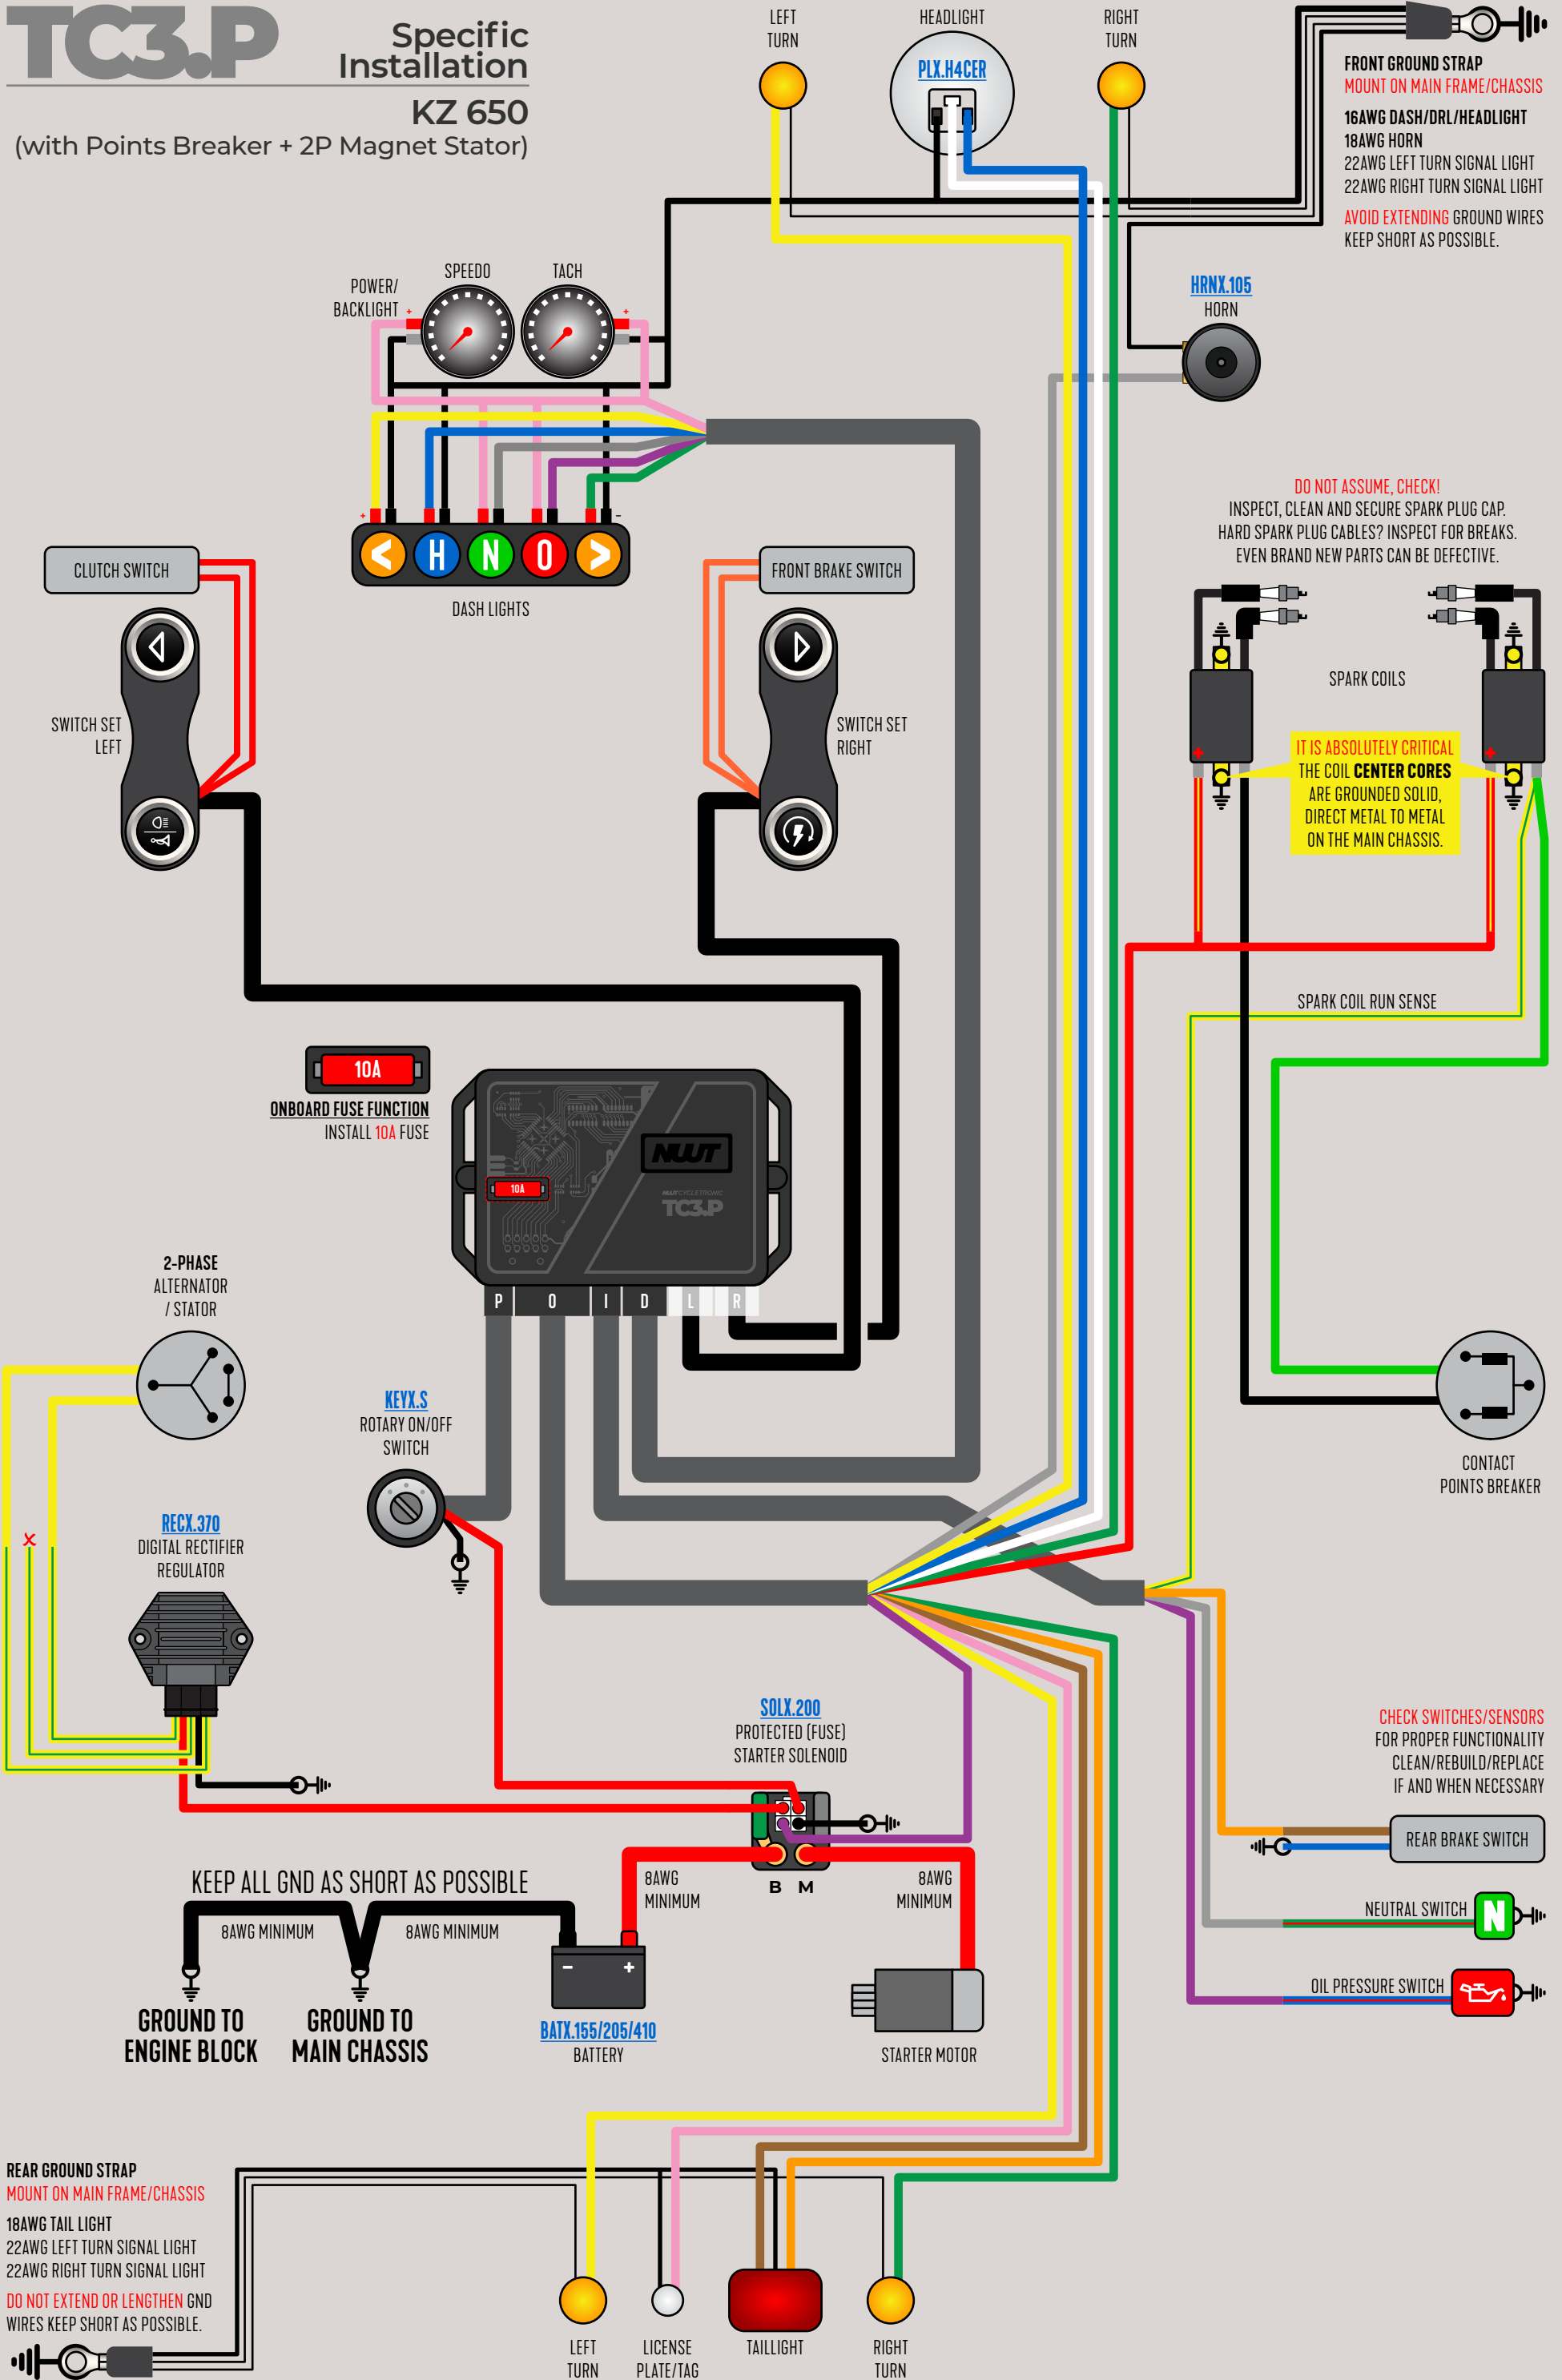 TC3.P
Specific
Installation
KZ 650
(with Points Breaker + 2P Magnet Stator)
LEFT
TURN
HEADLIGHT
PLX.H4CER
RIGHT
TURN
FRONT GROUND STRAP
MOUNT ON MAIN FRAME/CHASSIS
16AWG DASH/DRL/HEADLIGHT
18AWG HORN
22AWG LEFT TURN SIGNAL LIGHT
22AWG RIGHT TURN SIGNAL LIGHT
AVOID EXTENDING GROUND WIRES
KEEP SHORT AS POSSIBLE.
POWER/
BACKLIGHT
SPEEDO
TACH
+
+
HRNX.105
HORN
+
-
< H N O >
DASH LIGHTS
CLUTCH SWITCH
FRONT BRAKE SWITCH
SWITCH SET
LEFT
SWITCH SET
RIGHT
DO NOT ASSUME, CHECK!
INSPECT, CLEAN AND SECURE SPARK PLUG CAP.
HARD SPARK PLUG CABLES? INSPECT FOR BREAKS.
EVEN BRAND NEW PARTS CAN BE DEFECTIVE.
SPARK COILS
+
+
IT IS ABSOLUTELY CRITICAL
THE COIL CENTER CORES
ARE GROUNDED SOLID,
DIRECT METAL TO METAL
ON THE MAIN CHASSIS.
SPARK COIL RUN SENSE
10A
ONBOARD FUSE FUNCTION
INSTALL 10A FUSE
NWT
10A
NWT CYCLETRONIC
TC3.P
P O I D L R
2-PHASE
ALTERNATOR
/ STATOR
KEYX.S
ROTARY ON/OFF
SWITCH
CONTACT
POINTS BREAKER
X
RECX.370
DIGITAL RECTIFIER
REGULATOR
SOLX.200
PROTECTED (FUSE)
STARTER SOLENOID
B M
8AWG
MINIMUM
8AWG
MINIMUM
KEEP ALL GND AS SHORT AS POSSIBLE
8AWG MINIMUM
8AWG MINIMUM
GROUND TO
ENGINE BLOCK
GROUND TO
MAIN CHASSIS
- +
BATX.155/205/410
BATTERY
STARTER MOTOR
CHECK SWITCHES/SENSORS
FOR PROPER FUNCTIONALITY
CLEAN/REBUILD/REPLACE
IF AND WHEN NECESSARY
REAR BRAKE SWITCH
NEUTRAL SWITCH
N
OIL PRESSURE SWITCH
REAR GROUND STRAP
MOUNT ON MAIN FRAME/CHASSIS
18AWG TAIL LIGHT
22AWG LEFT TURN SIGNAL LIGHT
22AWG RIGHT TURN SIGNAL LIGHT
DO NOT EXTEND OR LENGTHEN GND
WIRES KEEP SHORT AS POSSIBLE.
LEFT
TURN
LICENSE
PLATE/TAG
TAILLIGHT
RIGHT
TURN